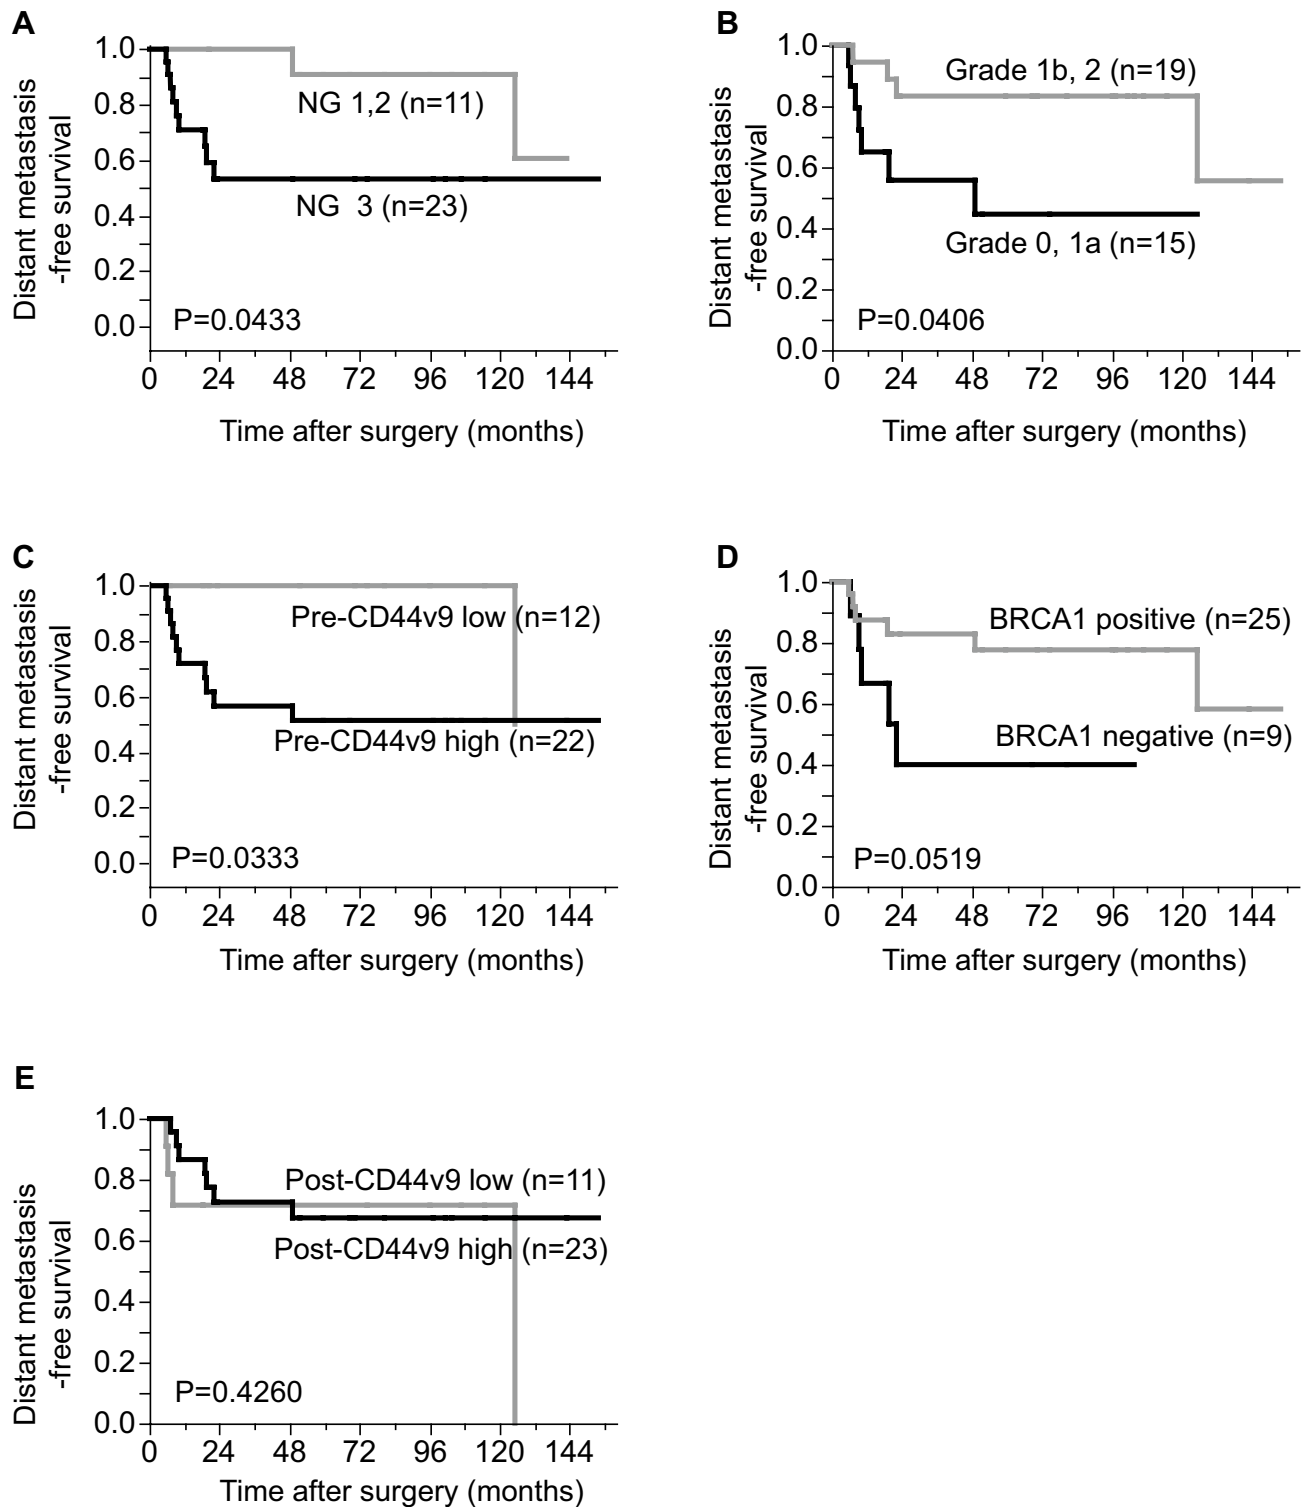 A
Distant metastasis
-free survival
1.0
0.8
0.6
0.4
0.2
0.0
NG 1,2 (n=11)
NG 3 (n=23)
P=0.0433
0 24 48 72 96 120 144
Time after surgery (months)
B
Distant metastasis
-free survival
1.0
0.8
0.6
0.4
0.2
0.0
Grade 1b, 2 (n=19)
Grade 0, 1a (n=15)
P=0.0406
0 24 48 72 96 120 144
Time after surgery (months)
C
Distant metastasis
-free survival
1.0
0.8
0.6
0.4
0.2
0.0
Pre-CD44v9 low (n=12)
Pre-CD44v9 high (n=22)
P=0.0333
0 24 48 72 96 120 144
Time after surgery (months)
D
Distant metastasis
-free survival
1.0
0.8
0.6
0.4
0.2
0.0
BRCA1 positive (n=25)
BRCA1 negative (n=9)
P=0.0519
0 24 48 72 96 120 144
Time after surgery (months)
E
Distant metastasis
-free survival
1.0
0.8
0.6
0.4
0.2
0.0
Post-CD44v9 low (n=11)
Post-CD44v9 high (n=23)
P=0.4260
0 24 48 72 96 120 144
Time after surgery (months)